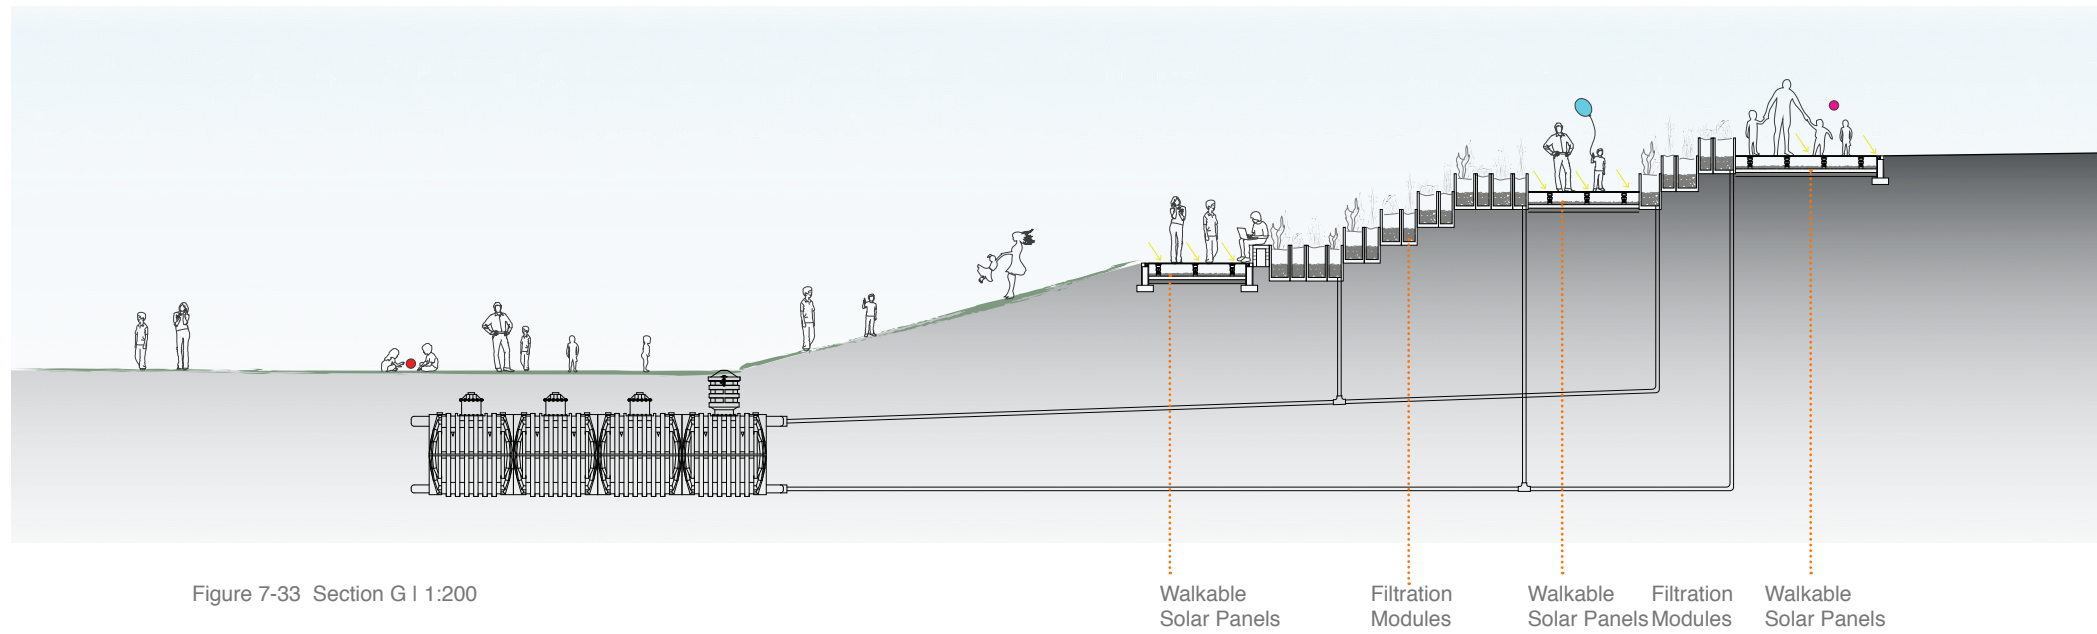 Figure 7-33 Section G | 1:200
Walkable
Solar Panels
Filtration
Modules
Walkable
Solar Panels
Filtration
Modules
Walkable
Solar Panels